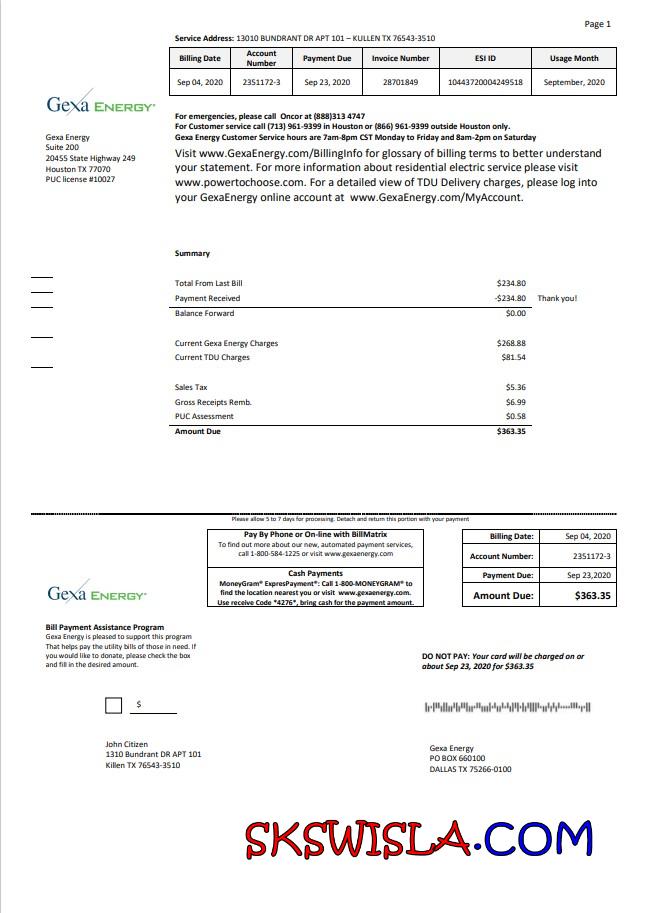 Page 1
Service Address: 13010 BUNDRANT DR APT 101 – KULLEN TX 76543-3510
Billing Date Account Number Payment Due Invoice Number ESI ID Usage Month
Sep 04, 2020 2351172-3 Sep 23, 2020 28701849 10443720004249518 September, 2020
Gexa ENERGY
For emergencies, please call Oncor at (888)313 4747
For Customer service call (713) 961-9399 in Houston or (866) 961-9399 outside Houston only.
Gexa Energy Customer Service hours are 7am-8pm CST Monday to Friday and 8am-2pm on Saturday
Gexa Energy
Suite 200
20455 State Highway 249
Houston TX 77070
PUC license #10027
Visit www.GexaEnergy.com/BillingInfo for glossary of billing terms to better understand
your statement. For more information about residential electric service please visit
www.powertochoose.com. For a detailed view of TDU Delivery charges, please log into
your GexaEnergy online account at www.GexaEnergy.com/MyAccount.
Summary
Total From Last Bill $234.80
Payment Received -$234.80 Thank you!
Balance Forward $0.00
Current Gexa Energy Charges $268.88
Current TDU Charges $81.54
Sales Tax $5.36
Gross Receipts Remb. $6.99
PUC Assessment $0.58
Amount Due $363.35
Please allow 5 to 7 days for processing. Detach and return this portion with your payment
Pay By Phone or On-line with BillMatrix
To find out more about our new, automated payment services,
call 1-800-584-1225 or visit www.gexaenergy.com
Cash Payments
MoneyGram® ExpresPayment®: Call 1-800-MONEYGRAM® to
find the location nearest you or visit www.gexaenergy.com.
Use receive Code *4276*, bring cash for the payment amount.
Billing Date: Sep 04, 2020
Account Number: 2351172-3
Payment Due: Sep 23,2020
Amount Due: $363.35
Gexa ENERGY
Bill Payment Assistance Program
Gexa Energy is pleased to support this program
That helps pay the utility bills of those in need. If
you would like to donate, please check the box
and fill in the desired amount.
DO NOT PAY: Your card will be charged on or
about Sep 23, 2020 for $363.35
$
John Citizen
1310 Bundrant DR APT 101
Killen TX 76543-3510
Gexa Energy
PO BOX 660100
DALLAS TX 75266-0100
SKSWISLA.COM